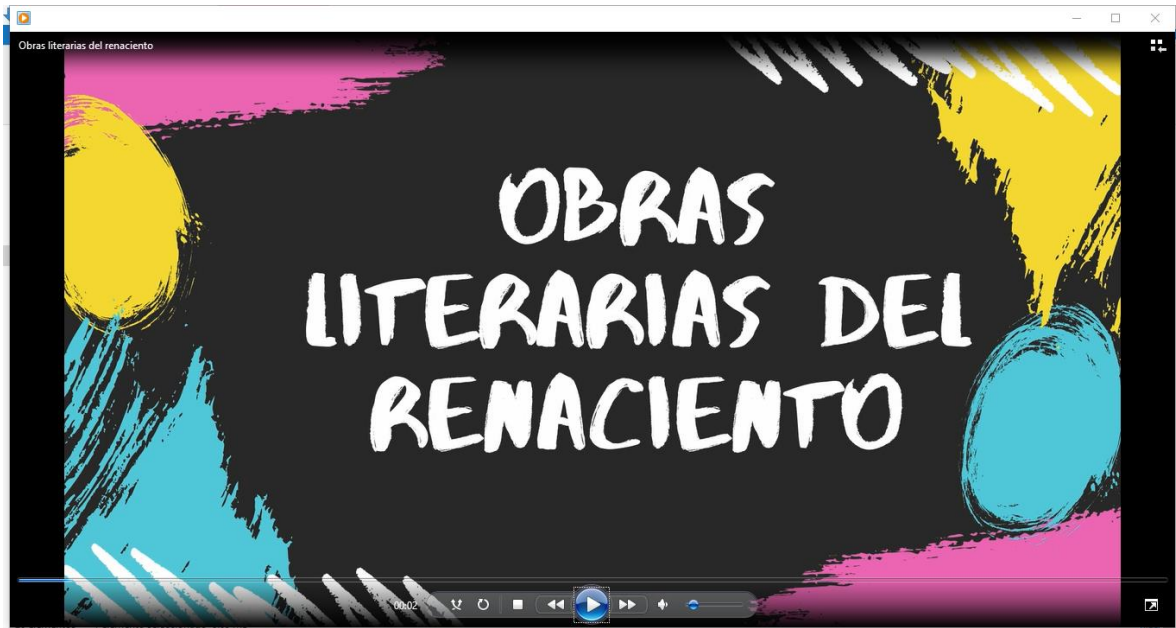 Obras literarias del renaciento
OBRAS
LITERARIAS DEL
RENACIENTO
00:02